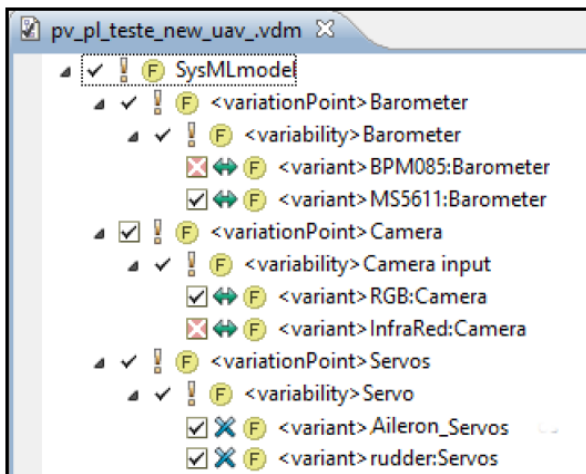 pv_pl_teste_new_uav_.vdm
F SysMLmodel
F <variationPoint>Barometer
F <variability>Barometer
F <variant>BPM085:Barometer
F <variant>MS5611:Barometer
F <variationPoint>Camera
F <variability>Camera input
F <variant>RGB:Camera
F <variant>InfraRed:Camera
F <variationPoint>Servos
F <variability>Servo
F <variant>Aileron_Servos
F <variant>rudder:Servos